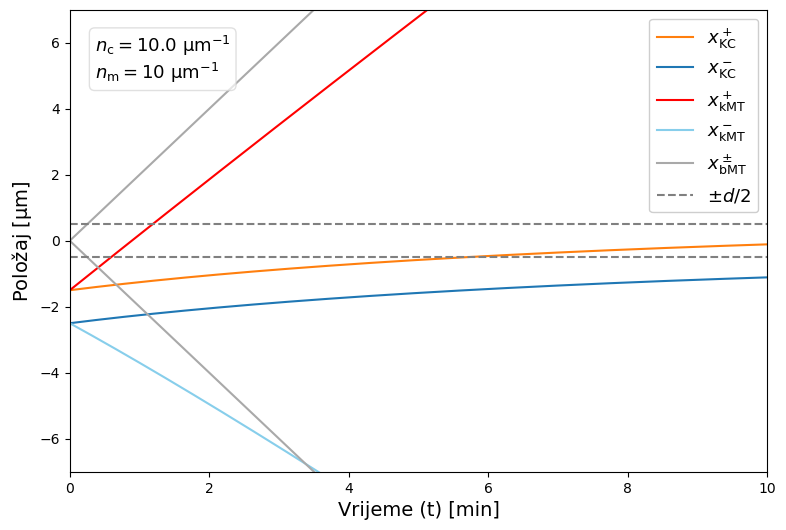 n_c = 10.0 μm⁻¹
n_m = 10 μm⁻¹
x⁺_KC
x⁻_KC
x⁺_kMT
x⁻_kMT
x^±_bMT
±d/2
Položaj [μm]
6
4
2
0
−2
−4
−6
0 2 4 6 8 10
Vrijeme (t) [min]